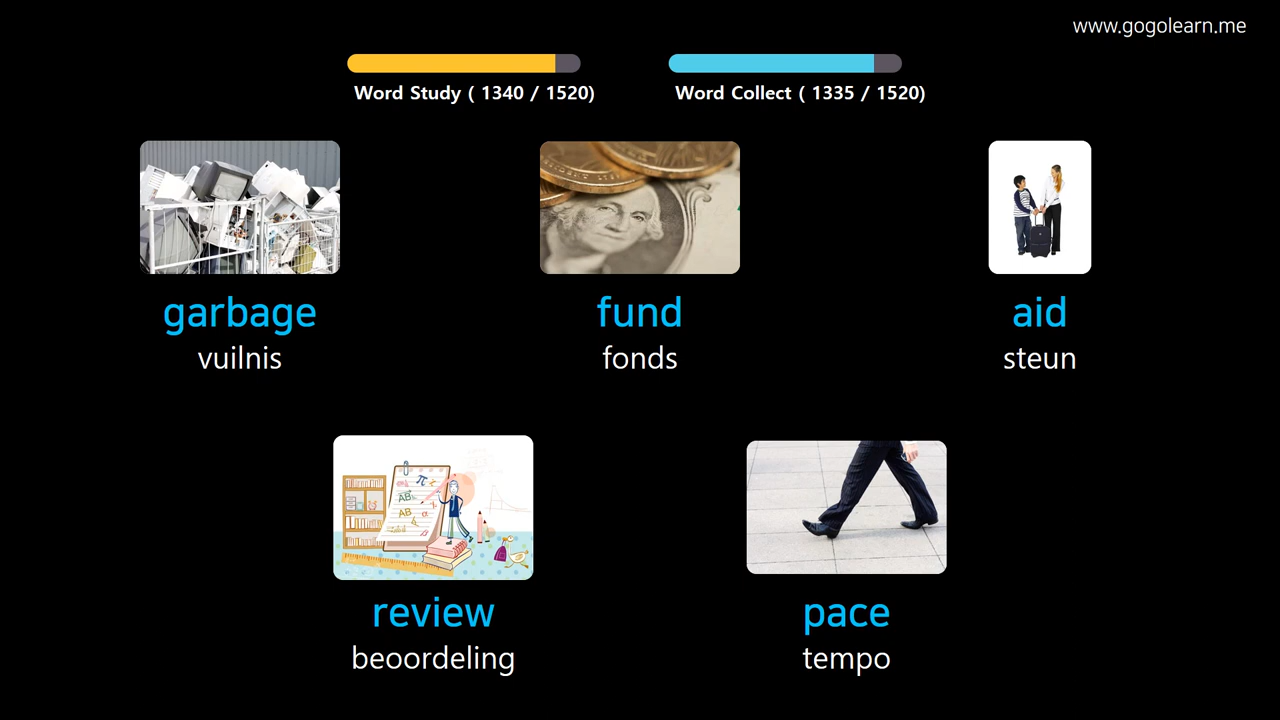 www.gogolearn.me
Word Study ( 1340 / 1520)
Word Collect ( 1335 / 1520)
garbage
vuilnis
fund
fonds
aid
steun
review
beoordeling
pace
tempo